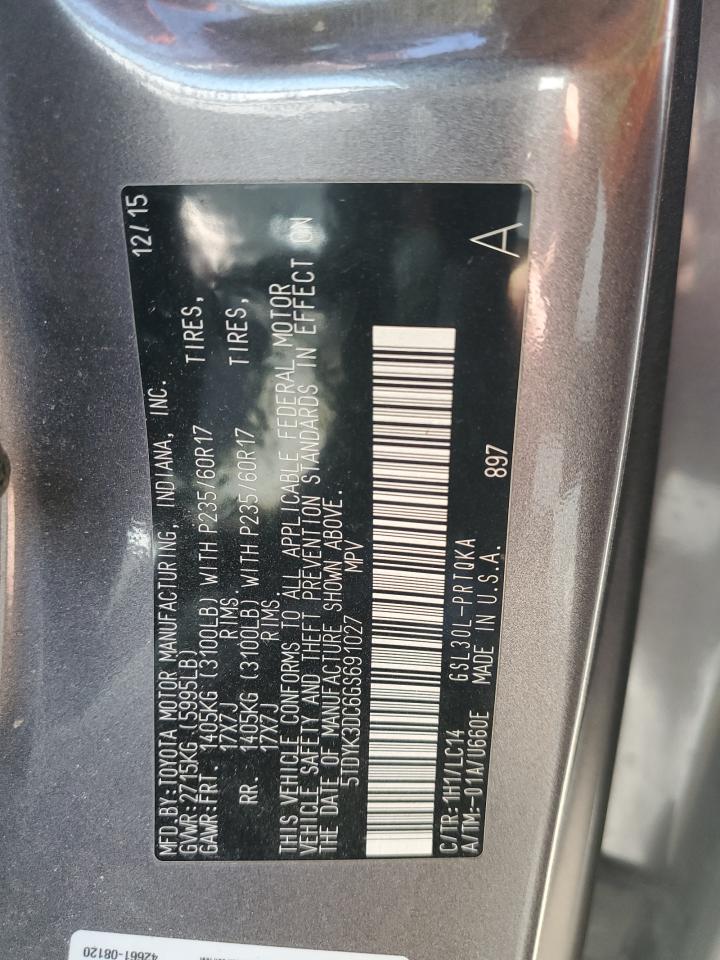 12/15
MFD.BY:TOYOTA MOTOR MANUFACTURING, INDIANA, INC.
GVWR:2715KG (5995LB)
GAWR:FRT. 1405KG (3100LB) WITH P235/60R17 TIRES,
17X7J RIMS.
RR. 1405KG (3100LB) WITH P235/60R17 TIRES,
17X7J RIMS.
THIS VEHICLE CONFORMS TO ALL APPLICABLE FEDERAL MOTOR
VEHICLE SAFETY AND THEFT PREVENTION STANDARDS IN EFFECT ON
THE DATE OF MANUFACTURE SHOWN ABOVE.
5TDYK3DC6GS691027 MPV
C/TR:1H1/LC14 GSL30L-PRTQKA
A/TM:-01A/U660E MADE IN U.S.A. 897
A
42661-08120